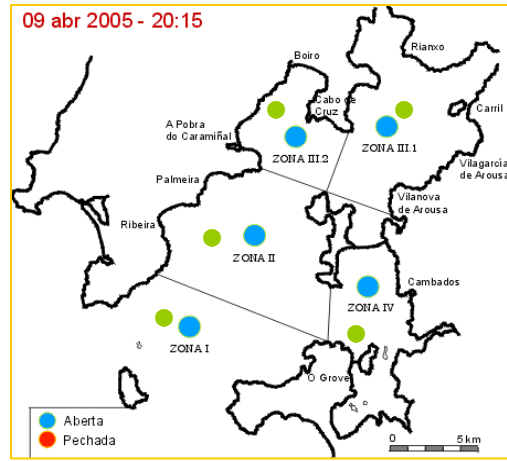 09 abr 2005 - 20:15
Rianxo
Boiro
Cabo de
Cruz
Carril
A Pobra
do Caramiñal
ZONA III.2
ZONA III.1
Vilagarcía
de Arousa
Palmeira
Vilanova
de Arousa
Ribeira
ZONA II
Cambados
ZONA IV
ZONA I
O Grove
Aberta
Pechada
0
5 km